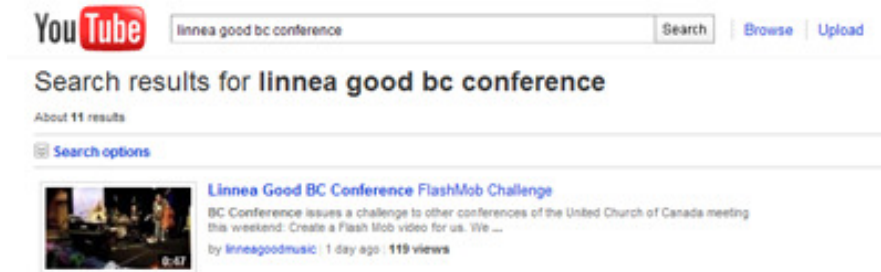 YouTube linnea good bc conference Search Browse Upload
Search results for linnea good bc conference
About 11 results
Search options
Linnea Good BC Conference FlashMob Challenge
BC Conference issues a challenge to other conferences of the United Church of Canada meeting
this weekend: Create a Flash Mob video for us. We ...
by linneagoodmusic 1 day ago 119 views
0:47